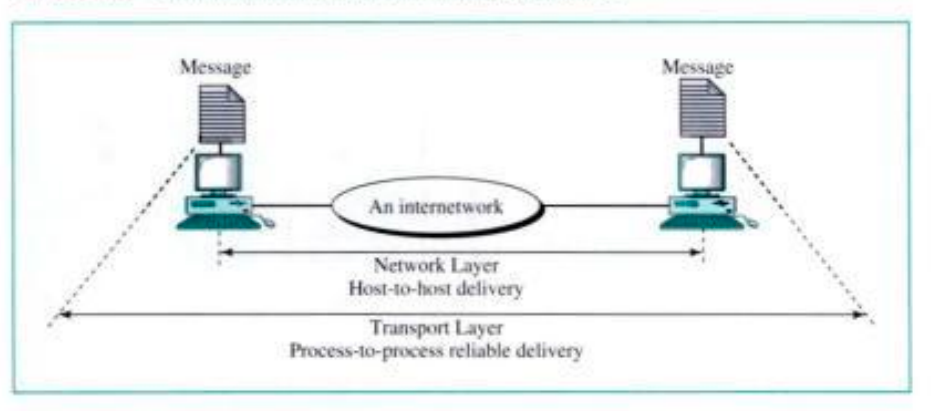 Message
Message
An internetwork
Network Layer
Host-to-host delivery
Transport Layer
Process-to-process reliable delivery